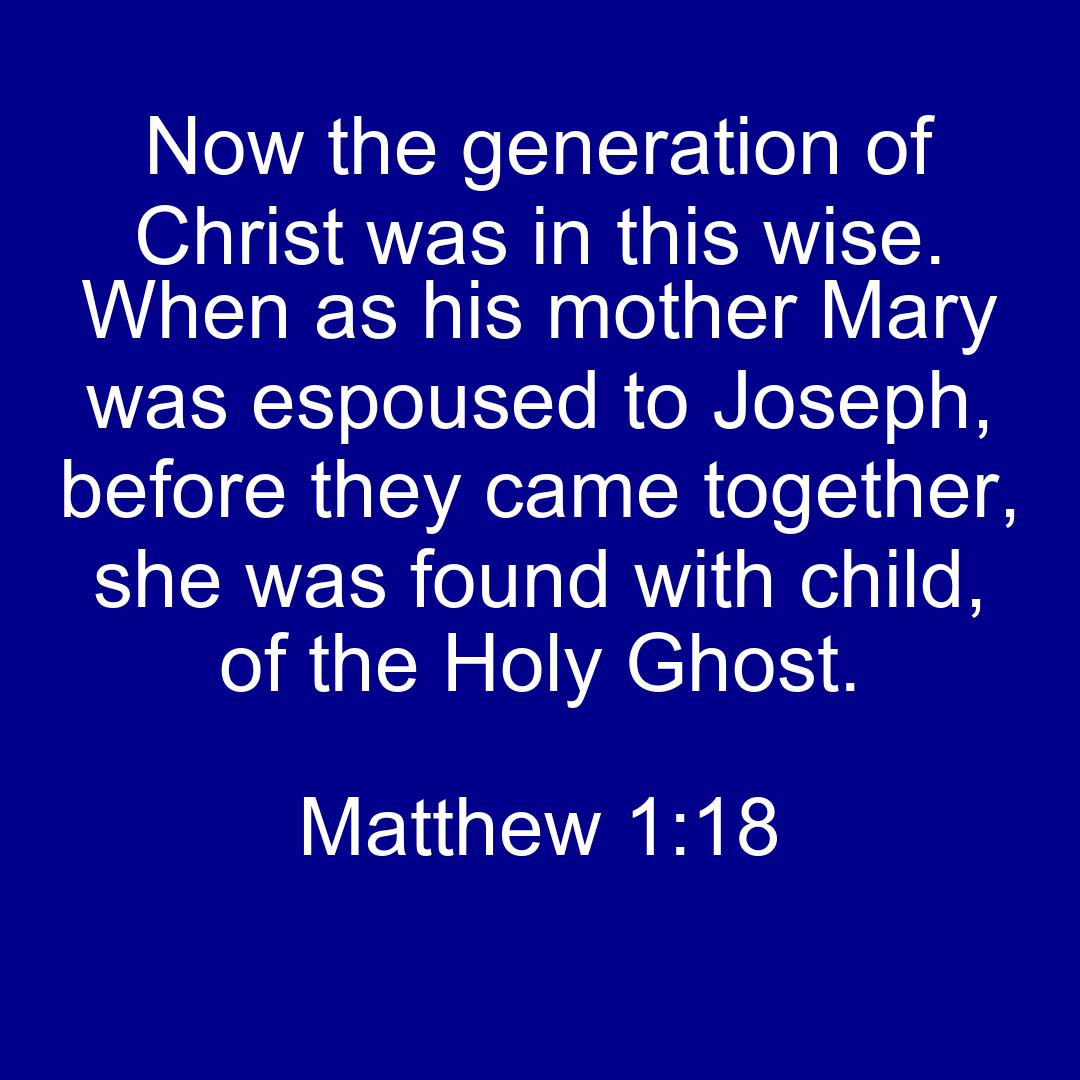 Now the generation of
Christ was in this wise.
When as his mother Mary
was espoused to Joseph,
before they came together,
she was found with child,
of the Holy Ghost.
Matthew 1:18